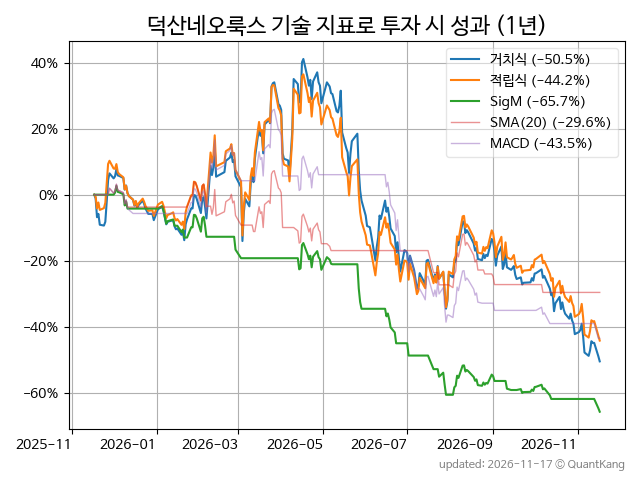 덕산네오룩스 기술 지표로 투자 시 성과 (1년)
거치식 (−50.5%)
적립식 (−44.2%)
SigM (−65.7%)
SMA(20) (−29.6%)
MACD (−43.5%)
40%
20%
0%
−20%
−40%
−60%
2025-11 2026-01 2026-03 2026-05 2026-07 2026-09 2026-11
updated: 2026-11-17 © QuantKang